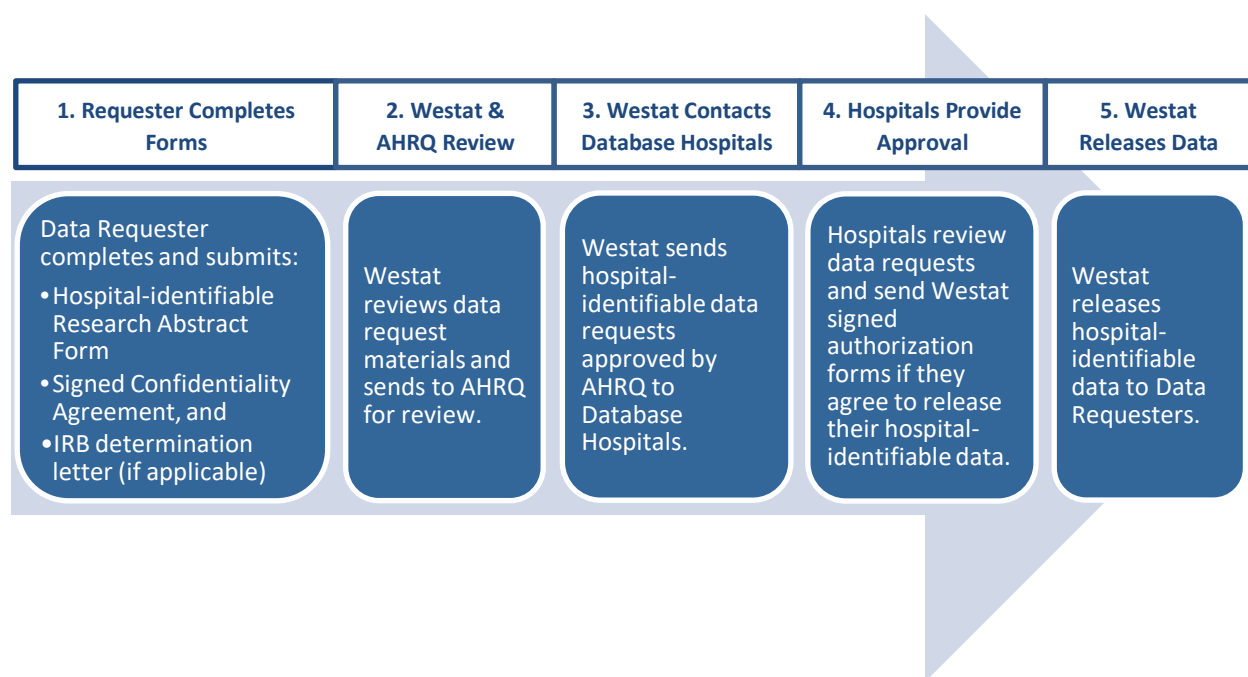 1. Requester Completes
Forms
2. Westat &
AHRQ Review
3. Westat Contacts
Database Hospitals
4. Hospitals Provide
Approval
5. Westat
Releases Data
Data Requester
completes and submits:
•Hospital-identifiable
Research Abstract
Form
•Signed Confidentiality
Agreement, and
•IRB determination
letter (if applicable)
Westat
reviews data
request
materials and
sends to AHRQ
for review.
Westat sends
hospital-
identifiable data
requests
approved by
AHRQ to
Database
Hospitals.
Hospitals review
data requests
and send Westat
signed
authorization
forms if they
agree to release
their hospital-
identifiable data.
Westat
releases
hospital-
identifiable
data to Data
Requesters.